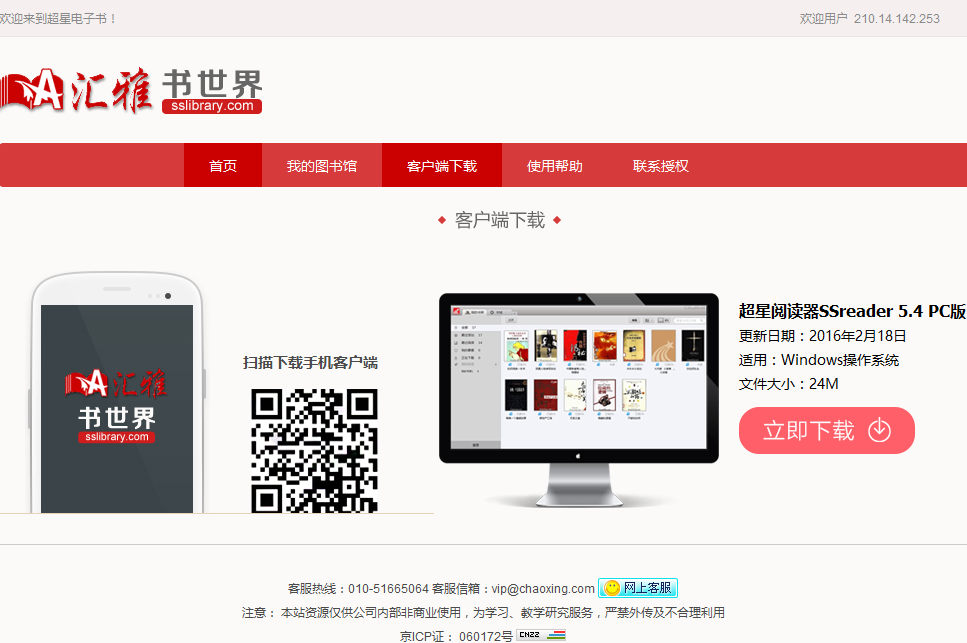 欢迎来到超星电子书！
欢迎用户 210.14.142.253
汇雅 书世界
sslibrary.com
首页 我的图书馆 客户端下载 使用帮助 联系授权
客户端下载
汇雅
书世界
sslibrary.com
扫描下载手机客户端
超星阅读器SSreader 5.4 PC版
更新日期：2016年2月18日
适用：Windows操作系统
文件大小：24M
立即下载
客服热线：010-51665064 客服信箱：vip@chaoxing.com 网上客服
注意： 本站资源仅供公司内部非商业使用，为学习、教学研究服务，严禁外传及不合理利用
京ICP证： 060172号 CNZZ